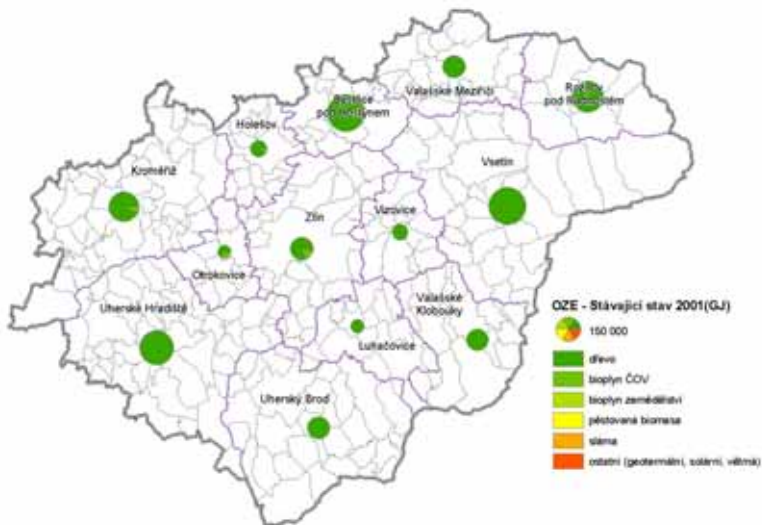 Valašské Meziříčí
Rožnov
pod Radhoštěm
Bystřice
pod Hostýnem
Holešov
Kroměříž
Vsetín
Zlín
Vizovice
Otrokovice
Uherské Hradiště
Valašské
Klobouky
Luhačovice
Uherský Brod
OZE - Stávající stav 2001(GJ)
150 000
dřevo
bioplyn ČOV
bioplyn zemědělství
pěstovaná biomasa
sláma
ostatní (geotermální, solární, větrná)